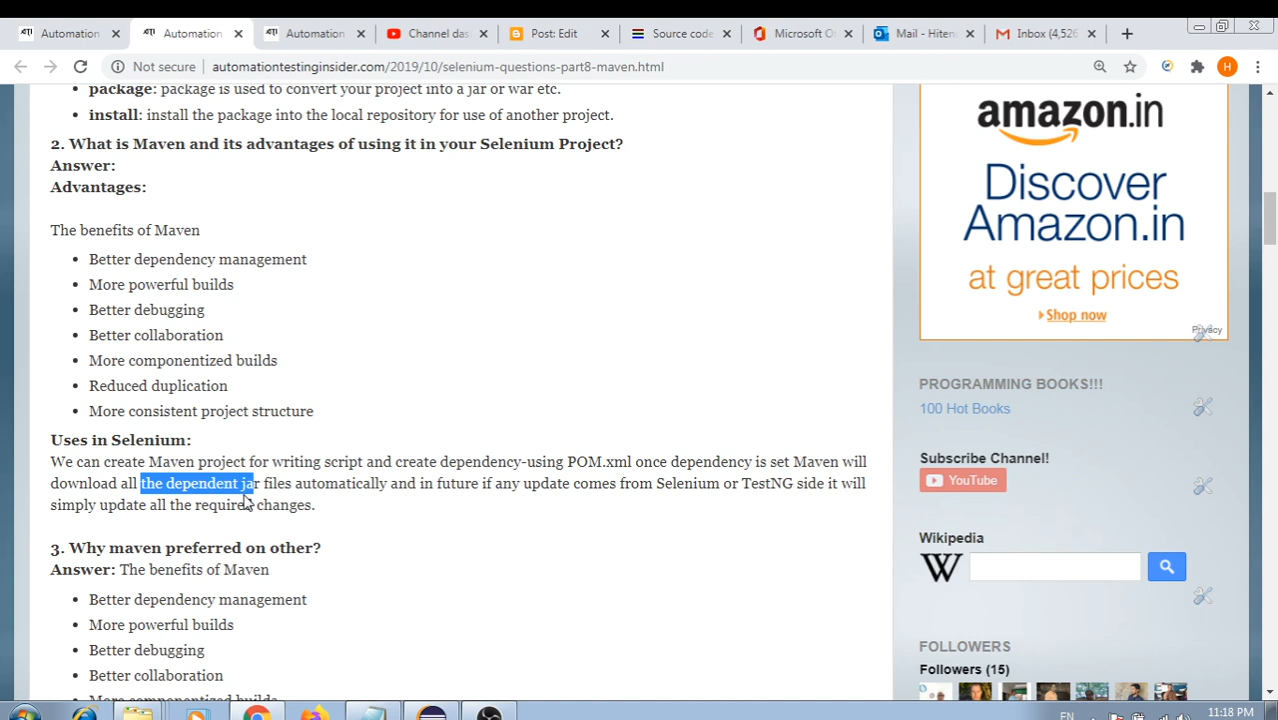 Automation
Automation
Automation
Channel das
Post: Edit
Source code
Microsoft O
Mail - Hiten
Inbox (4,526
Not secure
automationtestinginsider.com/2019/10/selenium-questions-part8-maven.html
H
package: package is used to convert your project into a jar or war etc.
install: install the package into the local repository for use of another project.
2. What is Maven and its advantages of using it in your Selenium Project?
Answer:
Advantages:
The benefits of Maven
Better dependency management
More powerful builds
Better debugging
Better collaboration
More componentized builds
Reduced duplication
More consistent project structure
Uses in Selenium:
We can create Maven project for writing script and create dependency-using POM.xml once dependency is set Maven will
download all the dependent jar files automatically and in future if any update comes from Selenium or TestNG side it will
simply update all the required changes.
3. Why maven preferred on other?
Answer: The benefits of Maven
Better dependency management
More powerful builds
Better debugging
Better collaboration
More componentized builds
amazon.in
Discover
Amazon.in
at great prices
Shop now
Privacy
PROGRAMMING BOOKS!!!
100 Hot Books
Subscribe Channel!
YouTube
Wikipedia
W
FOLLOWERS
Followers (15)
EN
11:18 PM